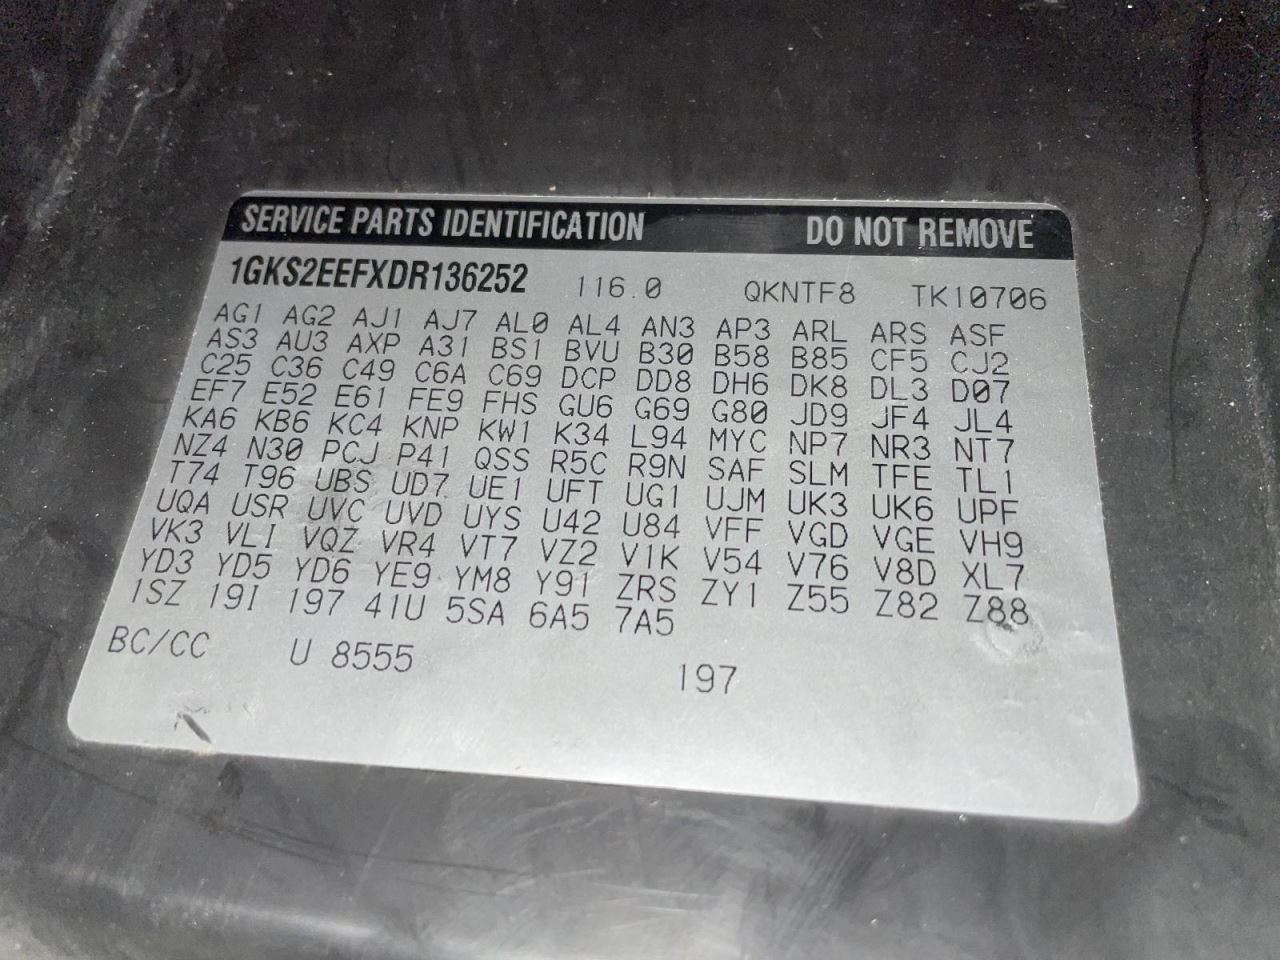 SERVICE PARTS IDENTIFICATION DO NOT REMOVE
1GKS2EEFXDR136252 116.0 QKNTF8 TK10706
AG1 AG2 AJ1 AJ7 AL0 AL4 AN3 AP3 ARL ARS ASF
AS3 AU3 AXP A31 BS1 BVU B30 B58 B85 CF5 CJ2
C25 C36 C49 C6A C69 DCP DD8 DH6 DK8 DL3 D07
EF7 E52 E61 FE9 FHS GU6 G69 G80 JD9 JF4 JL4
KA6 KB6 KC4 KNP KW1 K34 L94 MYC NP7 NR3 NT7
NZ4 N30 PCJ P41 QSS R5C R9N SAF SLM TFE TL1
T74 T96 UBS UD7 UE1 UFT UG1 UJM UK3 UK6 UPF
UQA USR UVC UVD UYS U42 U84 VFF VGD VGE VH9
VK3 VLI VQZ VR4 VT7 VZ2 V1K V54 V76 V8D XL7
YD3 YD5 YD6 YE9 YM8 Y91 ZRS ZY1 Z55 Z82 Z88
1SZ 19I 197 41U 5SA 6A5 7A5
BC/CC U 8555 197